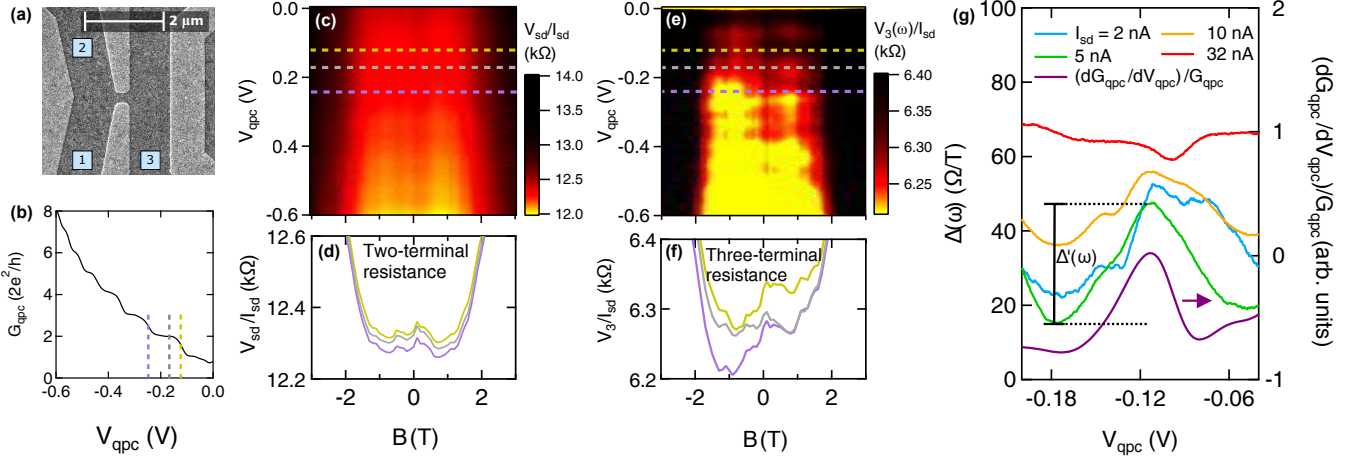 (a)
2 µm
2
1
3
(b)
G_qpc (2e²/h)
8
6
4
2
0
-0.6
-0.4
-0.2
0.0
V_qpc (V)
(c)
V_sd/I_sd
(kΩ)
V_qpc (V)
0.0
0.2
0.4
-0.6
14.0
13.5
13.0
12.5
12.0
(d)
Two-terminal
resistance
V_sd/I_sd (kΩ)
12.6
12.4
12.2
-2
0
2
B(T)
(e)
V_3(ω)/I_sd
(kΩ)
V_qpc (V)
0.0
-0.2
-0.4
-0.6
6.40
6.35
6.30
6.25
(f)
Three-terminal
resistance
V_3/I_sd (kΩ)
6.4
6.3
6.2
-2
0
2
B(T)
(g)
I_sd = 2 nA
10 nA
5 nA
32 nA
(dG_qpc/dV_qpc)/G_qpc
Δ(ω) (Ω/T)
100
80
60
40
20
0
Δ'(ω)
2
1
0
-1
(dG_qpc/dV_qpc)/G_qpc(arb. units)
-0.18
-0.12
-0.06
V_qpc (V)